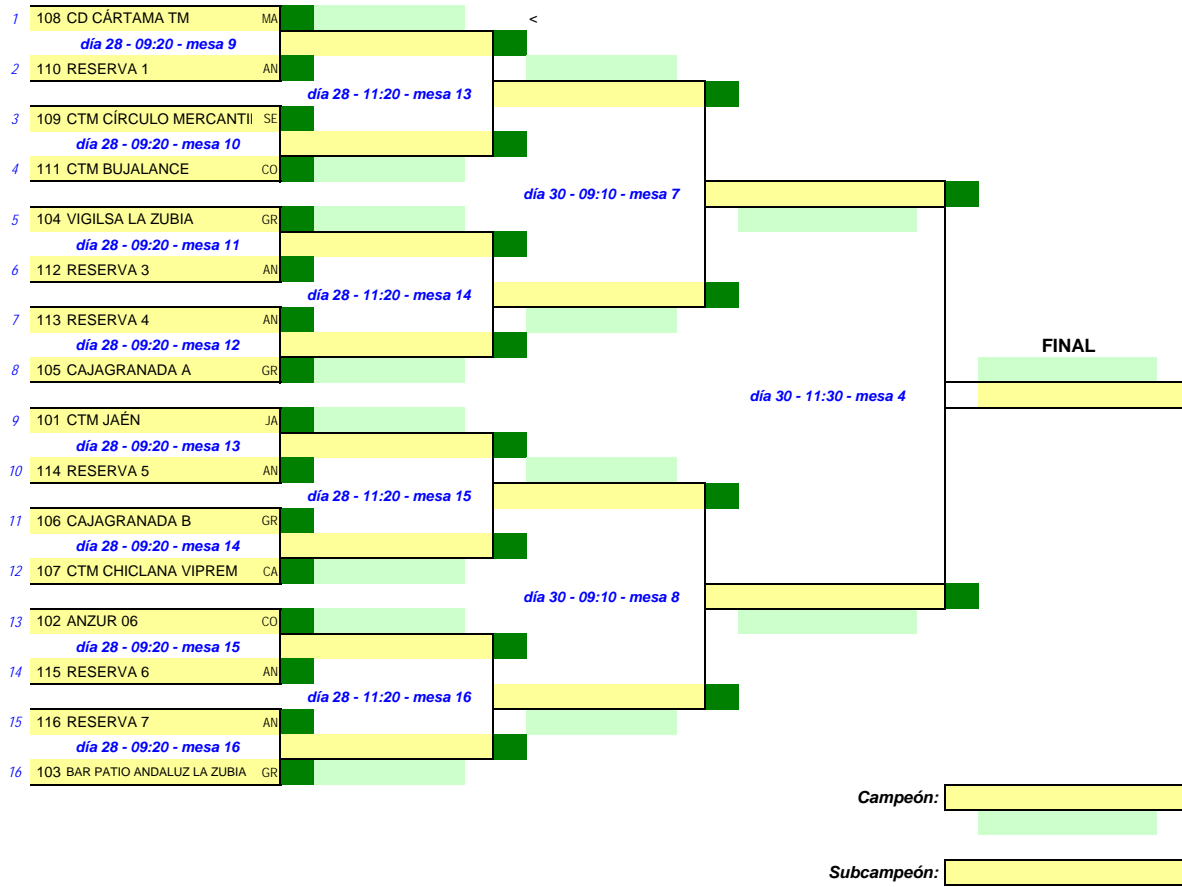 1 108 CD CÁRTAMA TM MA <
día 28 - 09:20 - mesa 9
2 110 RESERVA 1 AN
día 28 - 11:20 - mesa 13
3 109 CTM CÍRCULO MERCANTIL SE
día 28 - 09:20 - mesa 10
4 111 CTM BUJALANCE CO
día 30 - 09:10 - mesa 7
5 104 VIGILSA LA ZUBIA GR
día 28 - 09:20 - mesa 11
6 112 RESERVA 3 AN
día 28 - 11:20 - mesa 14
7 113 RESERVA 4 AN
día 28 - 09:20 - mesa 12
FINAL
8 105 CAJAGRANADA A GR
día 30 - 11:30 - mesa 4
9 101 CTM JAÉN JA
día 28 - 09:20 - mesa 13
10 114 RESERVA 5 AN
día 28 - 11:20 - mesa 15
11 106 CAJAGRANADA B GR
día 28 - 09:20 - mesa 14
12 107 CTM CHICLANA VIPREM CA
día 30 - 09:10 - mesa 8
13 102 ANZUR 06 CO
día 28 - 09:20 - mesa 15
14 115 RESERVA 6 AN
día 28 - 11:20 - mesa 16
15 116 RESERVA 7 AN
día 28 - 09:20 - mesa 16
16 103 BAR PATIO ANDALUZ LA ZUBIA GR
Campeón:
Subcampeón: